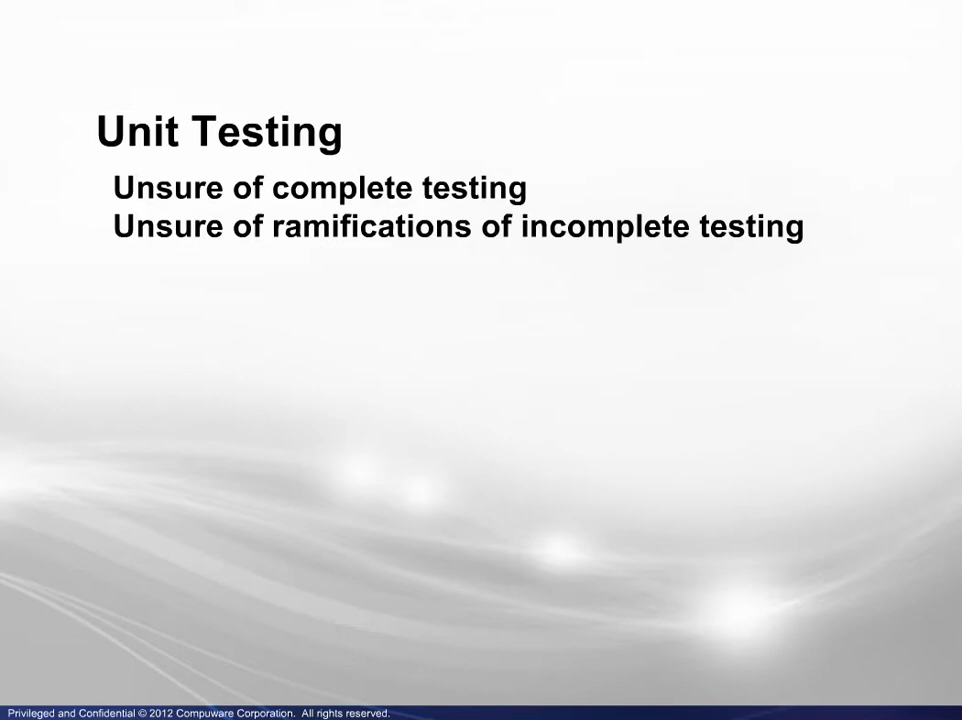 Unit Testing
Unsure of complete testing
Unsure of ramifications of incomplete testing
Privileged and Confidential © 2012 Compuware Corporation. All rights reserved.